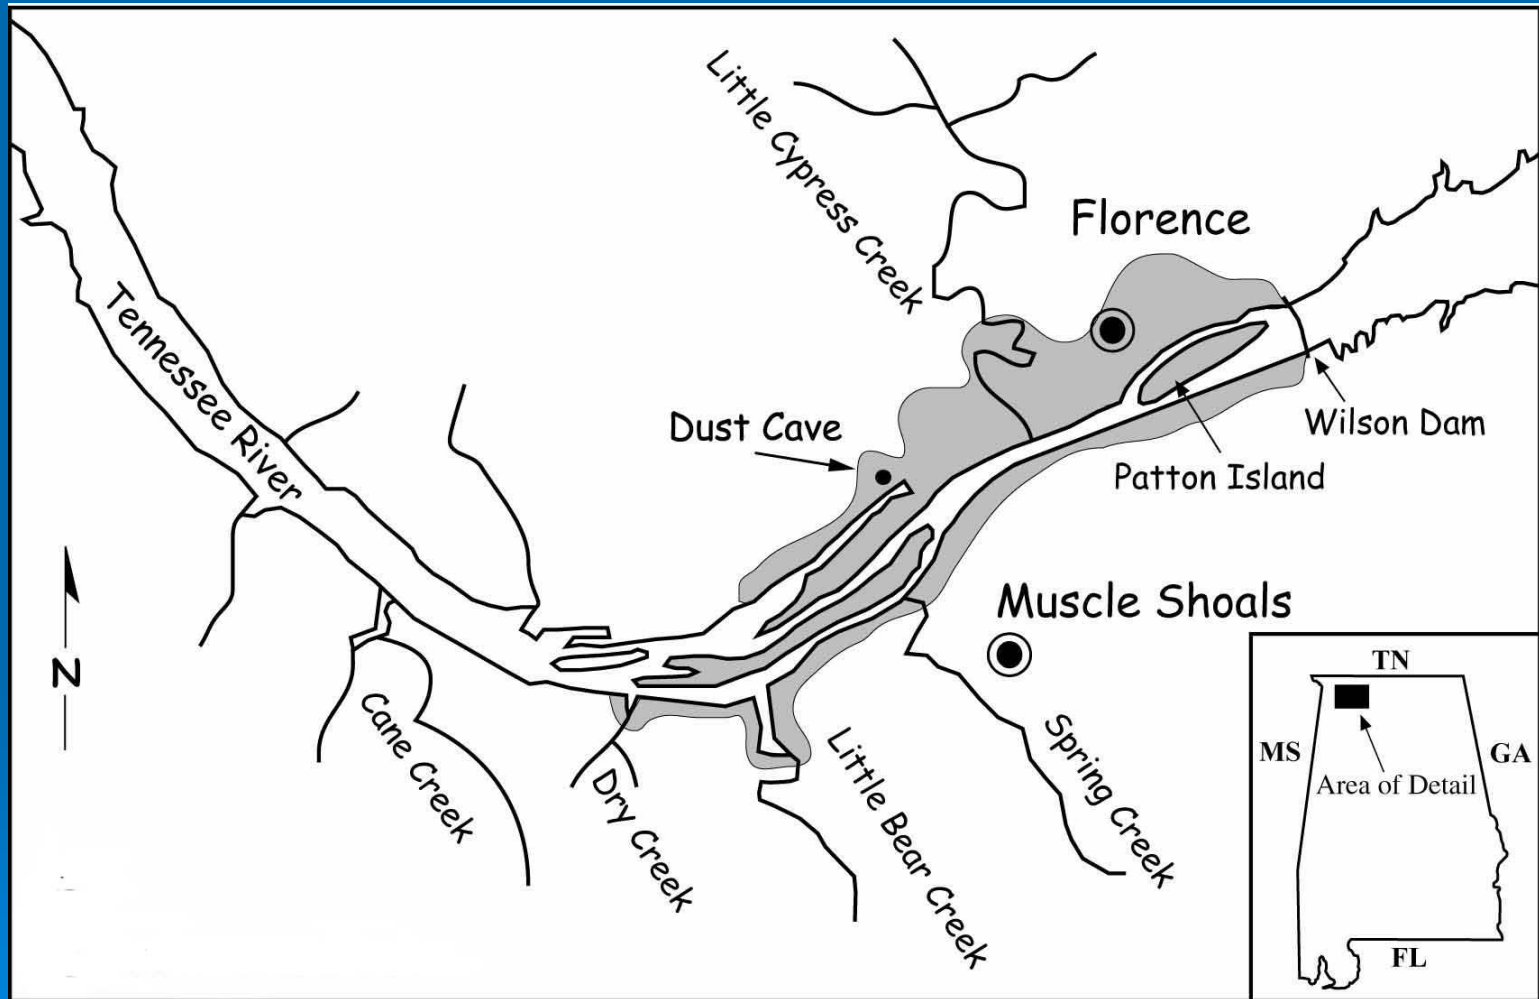 Little Cypress Creek
Florence
Tennessee River
Dust Cave
Wilson Dam
Patton Island
Muscle Shoals
N
Cane Creek
Dry Creek
Little Bear Creek
Spring Creek
TN
MS
GA
Area of Detail
FL